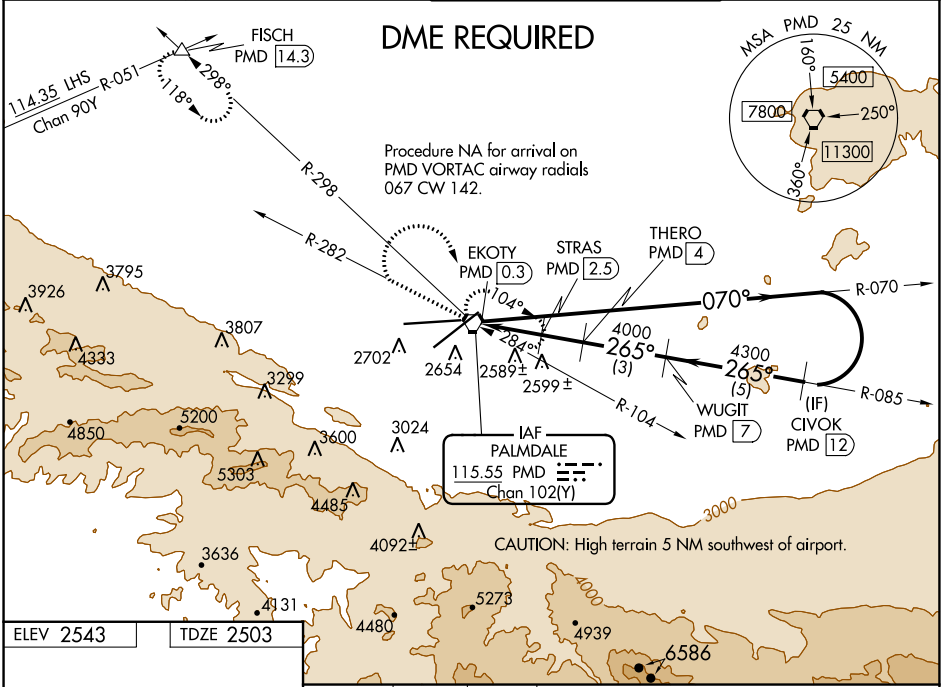 DME REQUIRED
FISCH
PMD 14.3
114.35 LHS
Chan 90Y
R-051
298°
118°
R-298
R-282
Procedure NA for arrival on
PMD VORTAC airway radials
067 CW 142.
MSA PMD 25 NM
160°
5400
7800
250°
11300
360°
EKOTY
PMD 0.3
STRAS
PMD 2.5
THERO
PMD 4
104°
284°
070°
R-070
4000
265°
(3)
4300
265°
(5)
R-085
R-104
WUGIT
PMD 7
(IF)
CIVOK
PMD 12
IAF
PALMDALE
115.55 PMD
Chan 102(Y)
3926
3795
4333
3807
3299
2702
2654
2589±
2599±
4850
5200
5303
3600
3024
4485
4092±
3000
CAUTION: High terrain 5 NM southwest of airport.
3636
4131
4480
5273
4000
4939
6586
ELEV 2543
TDZE 2503